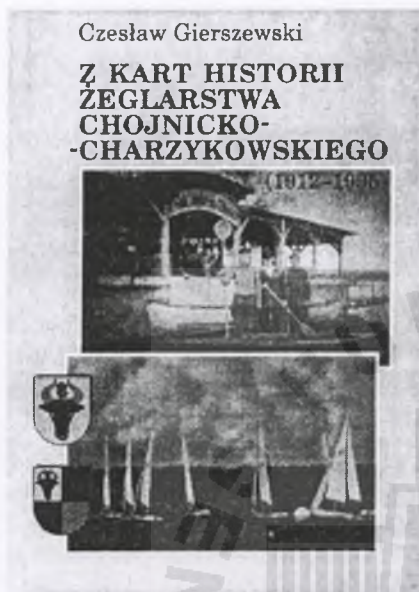 Czesław Gierszewski
Z KART HISTORII
ŻEGLARSTWA
CHOJNICKO-
-CHARZYKOWSKIEGO